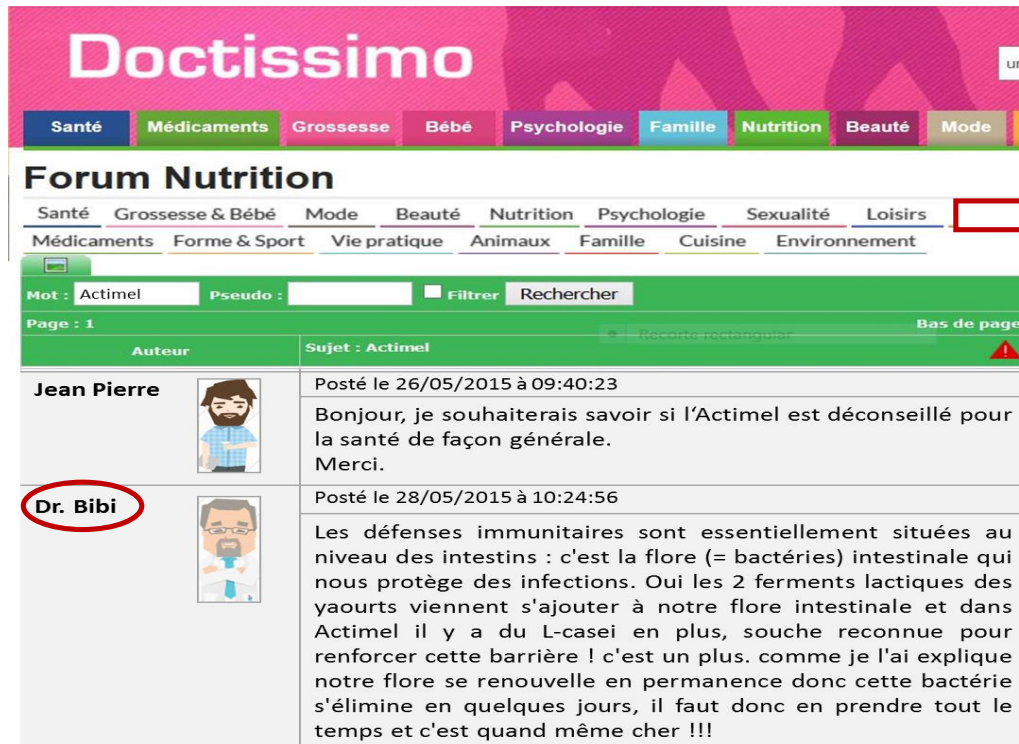 Doctissimo
un
Santé Médicaments Grossesse Bébé Psychologie Famille Nutrition Beauté Mode
Forum Nutrition
Santé Grossesse & Bébé Mode Beauté Nutrition Psychologie Sexualité Loisirs
Médicaments Forme & Sport Vie pratique Animaux Famille Cuisine Environnement
Mot : Actimel Pseudo : Filtrer Rechercher
Page : 1 Bas de page
Recorte rectangular
Auteur Sujet : Actimel
Jean Pierre
Posté le 26/05/2015 à 09:40:23
Bonjour, je souhaiterais savoir si l‘Actimel est déconseillé pour
la santé de façon générale.
Merci.
Dr. Bibi
Posté le 28/05/2015 à 10:24:56
Les défenses immunitaires sont essentiellement situées au
niveau des intestins : c'est la flore (= bactéries) intestinale qui
nous protège des infections. Oui les 2 ferments lactiques des
yaourts viennent s'ajouter à notre flore intestinale et dans
Actimel il y a du L-casei en plus, souche reconnue pour
renforcer cette barrière ! c'est un plus. comme je l'ai explique
notre flore se renouvelle en permanence donc cette bactérie
s'élimine en quelques jours, il faut donc en prendre tout le
temps et c'est quand même cher !!!